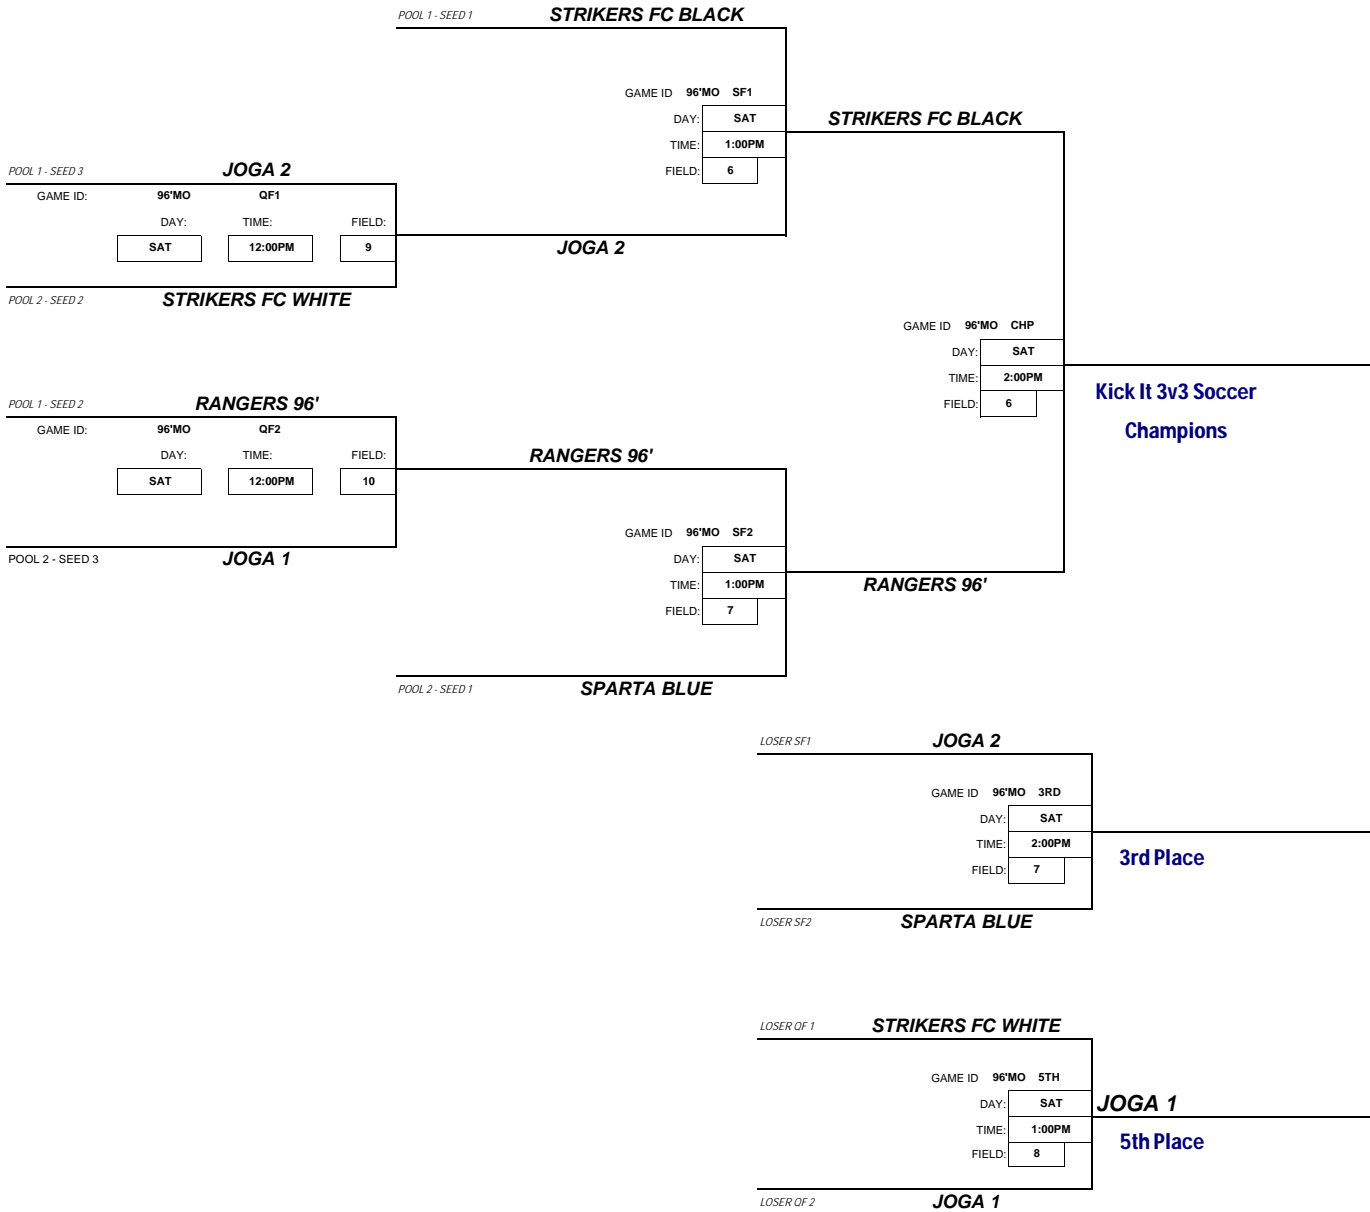 POOL 1 - SEED 1 STRIKERS FC BLACK
GAME ID 96'MO SF1
DAY: SAT
TIME: 1:00PM
FIELD: 6
STRIKERS FC BLACK
POOL 1 - SEED 3 JOGA 2
GAME ID: 96'MO QF1
DAY: TIME: FIELD:
SAT 12:00PM 9
JOGA 2
POOL 2 - SEED 2 STRIKERS FC WHITE
GAME ID 96'MO CHP
DAY: SAT
TIME: 2:00PM
FIELD: 6
Kick It 3v3 Soccer
Champions
POOL 1 - SEED 2 RANGERS 96'
GAME ID: 96'MO QF2
DAY: TIME: FIELD:
SAT 12:00PM 10
RANGERS 96'
POOL 2 - SEED 3 JOGA 1
GAME ID 96'MO SF2
DAY: SAT
TIME: 1:00PM
FIELD: 7
RANGERS 96'
POOL 2 - SEED 1 SPARTA BLUE
LOSER SF1 JOGA 2
GAME ID 96'MO 3RD
DAY: SAT
TIME: 2:00PM
FIELD: 7
3rd Place
LOSER SF2 SPARTA BLUE
LOSER QF 1 STRIKERS FC WHITE
GAME ID 96'MO 5TH
DAY: SAT
TIME: 1:00PM
FIELD: 8
JOGA 1
5th Place
LOSER QF 2 JOGA 1